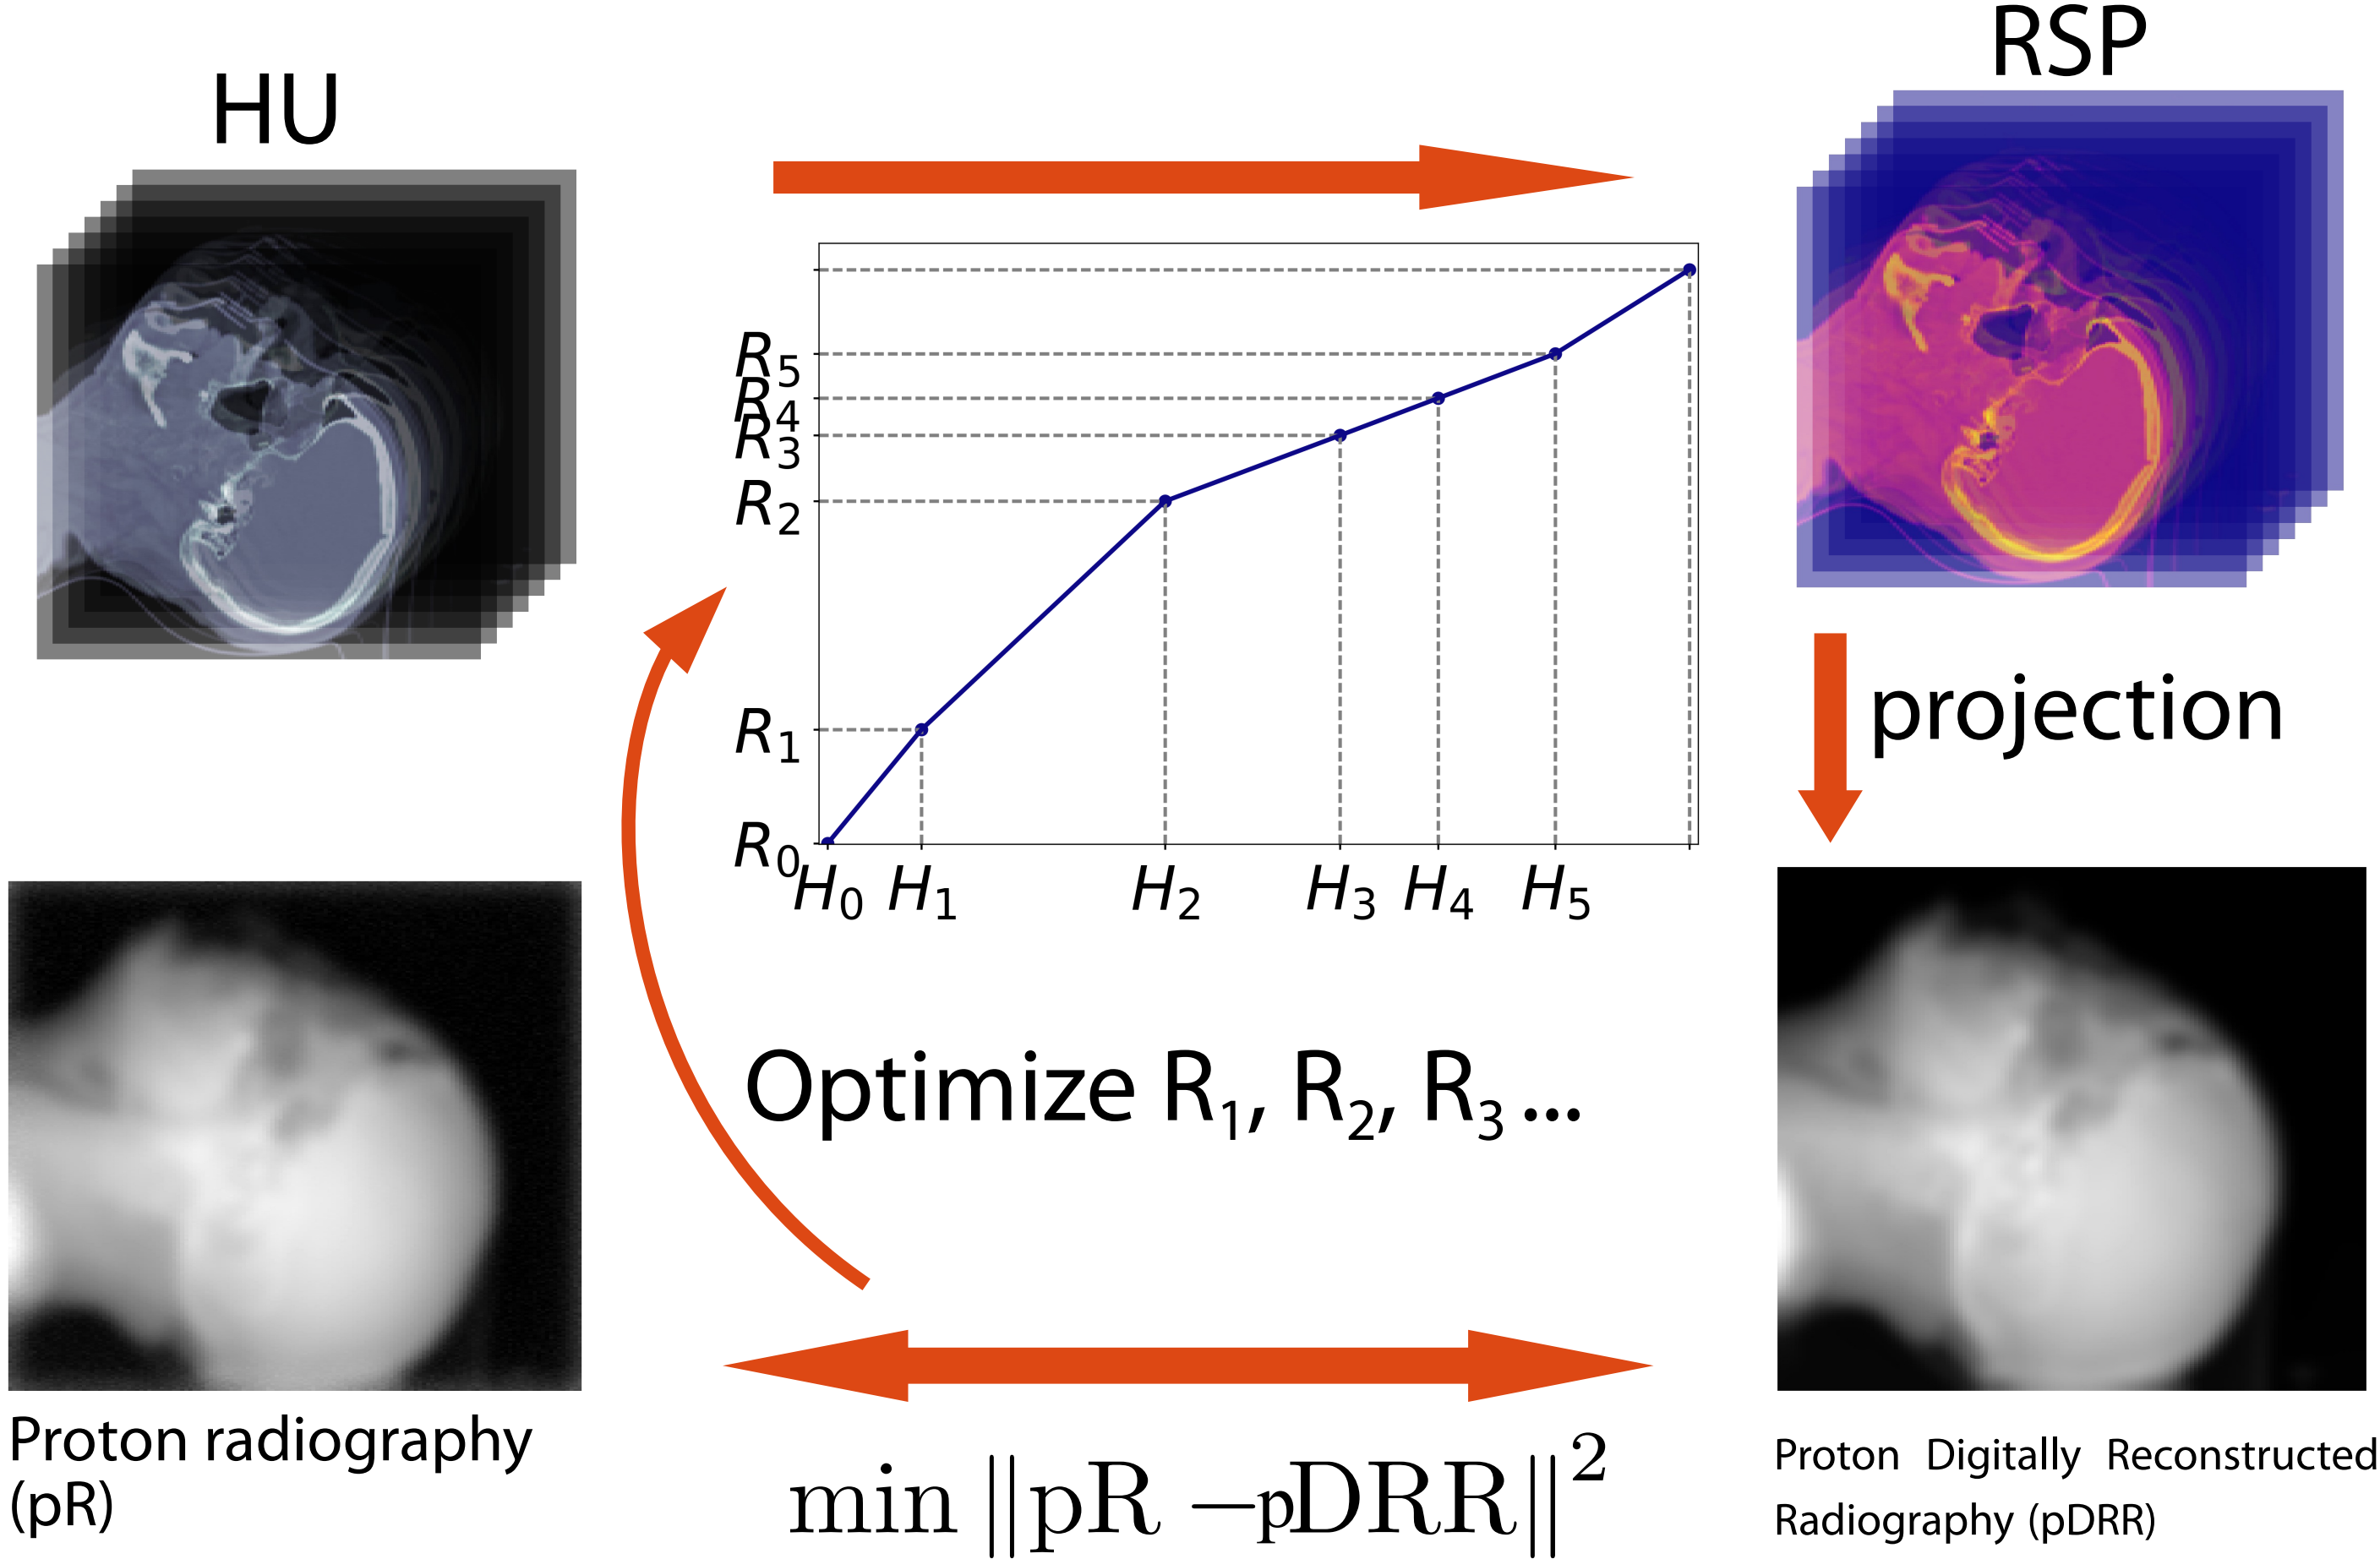 HU
RSP
R5
R4
R3
R2
R1
R0
H0 H1 H2 H3 H4 H5
projection
Optimize R1, R2, R3 ...
Proton radiography
(pR)
min ||pR −pDRR||²
Proton Digitally Reconstructed
Radiography (pDRR)